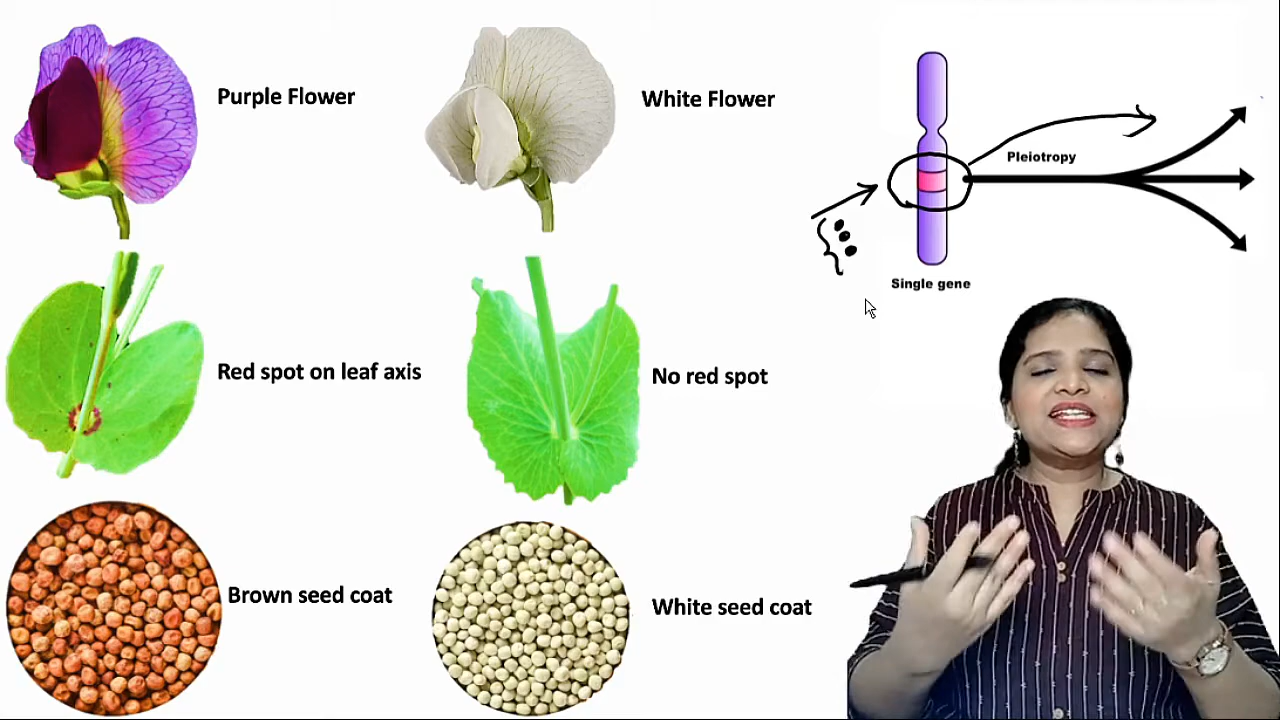 Purple Flower
White Flower
Pleiotropy
Single gene
Red spot on leaf axis
No red spot
Brown seed coat
White seed coat